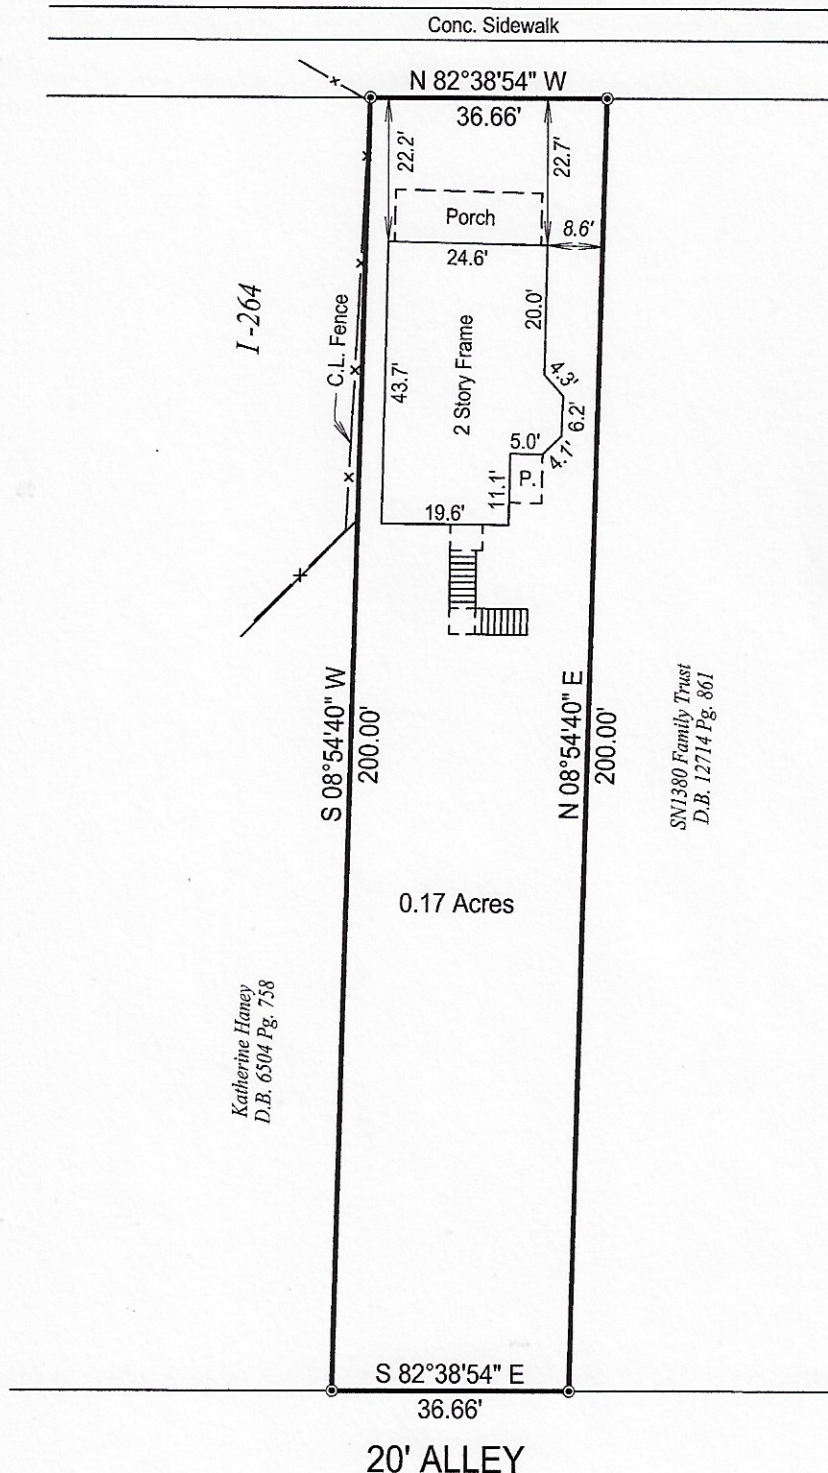 Conc. Sidewalk
N 82°38'54" W
36.66'
22.2'
22.7'
Porch
8.6'
24.6'
I-264
C.L. Fence
20.0'
2 Story Frame
43.7'
4.3'
6.2'
5.0'
4.1'
P.
11.1'
19.6'
S 08°54'40" W
200.00'
N 08°54'40" E
200.00'
SN1380 Family Trust
D.B. 12714 Pg. 861
0.17 Acres
Katherine Haney
D.B. 6504 Pg. 758
S 82°38'54" E
36.66'
20' ALLEY